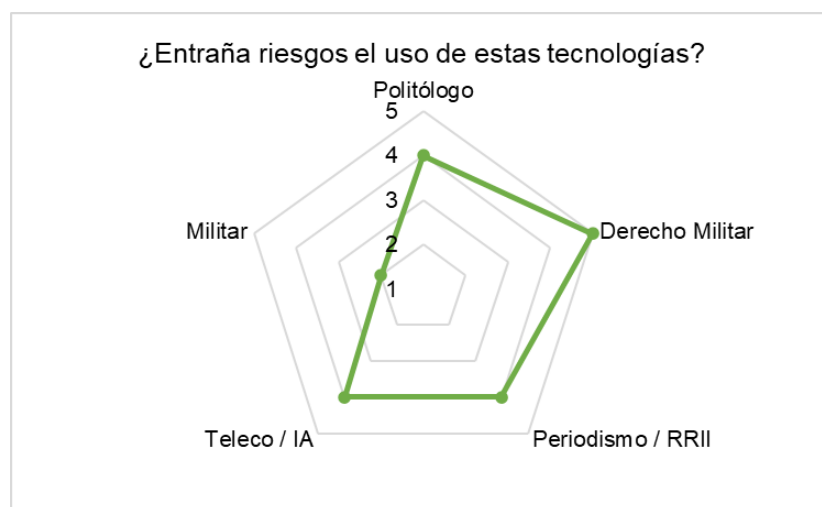 ¿Entraña riesgos el uso de estas tecnologías?
Politólogo
5
4
3
2
1
Militar
Derecho Militar
Teleco / IA
Periodismo / RRII